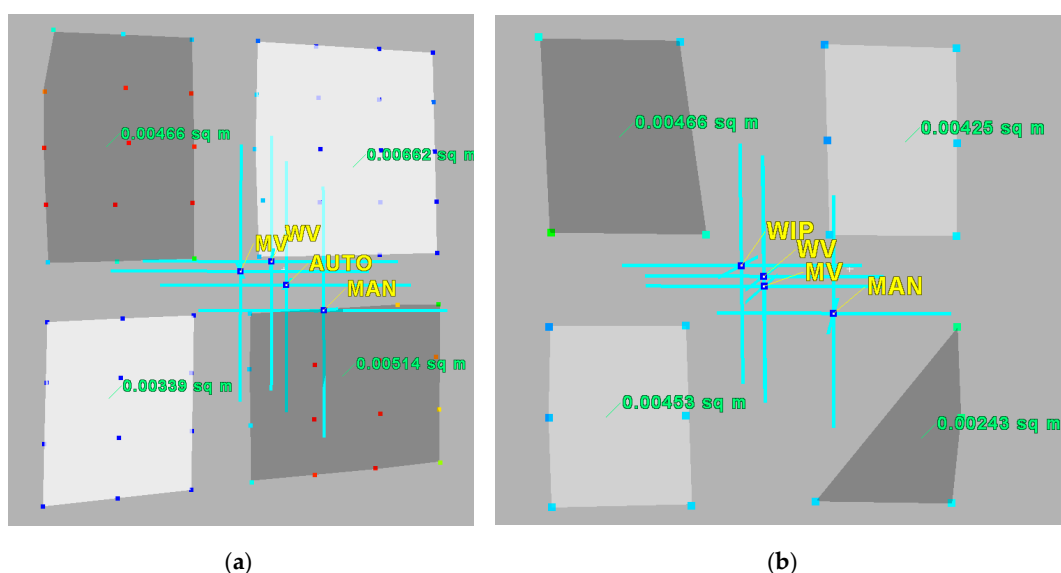 0.00466 sq m
0.00662 sq m
MV
WV
AUTO
MAN
0.00514 sq m
0.00339 sq m
(a)
0.00466 sq m
0.00425 sq m
WIP
WV
MV
MAN
0.00453 sq m
0.00243 sq m
(b)